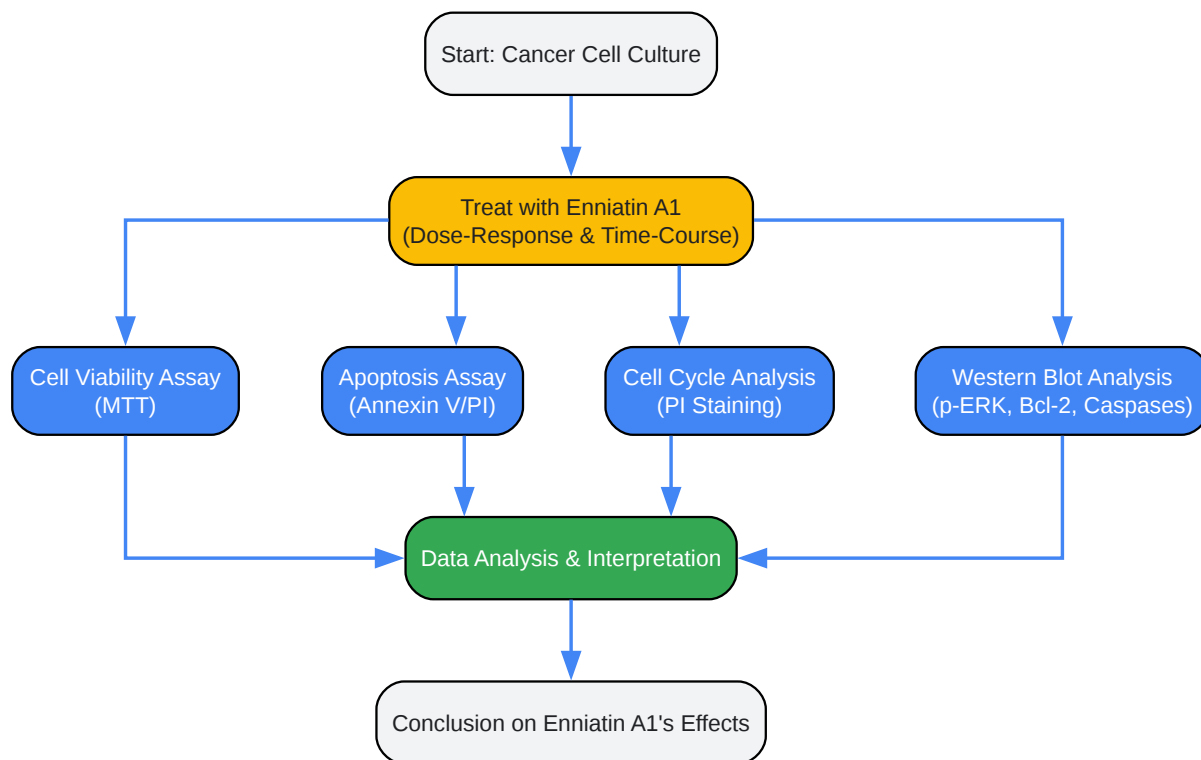 Start: Cancer Cell Culture
Treat with Enniatin A1
(Dose-Response & Time-Course)
Cell Viability Assay
(MTT)
Apoptosis Assay
(Annexin V/PI)
Cell Cycle Analysis
(PI Staining)
Western Blot Analysis
(p-ERK, Bcl-2, Caspases)
Data Analysis & Interpretation
Conclusion on Enniatin A1's Effects